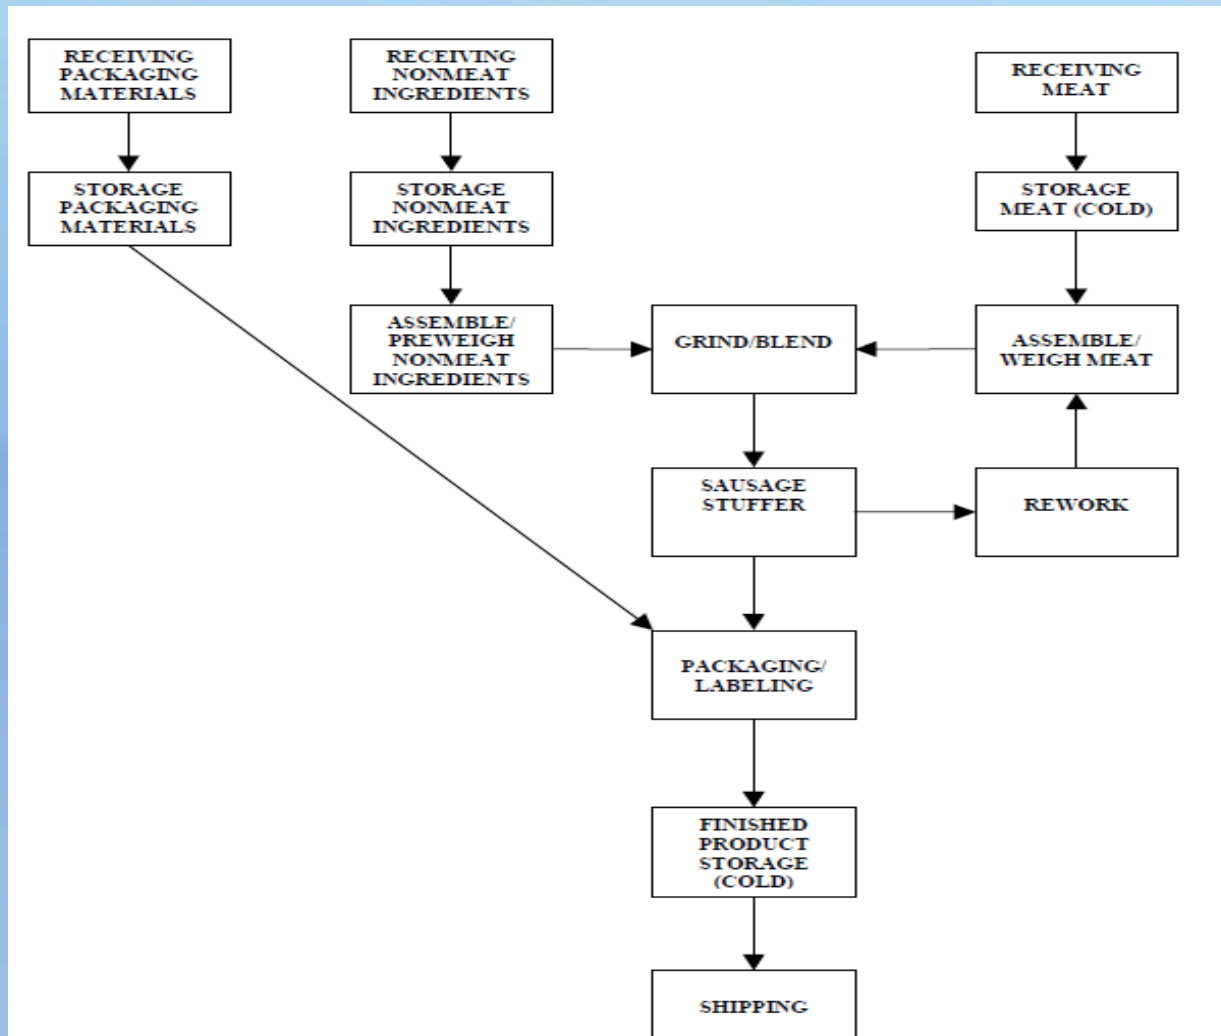 RECEIVING
PACKAGING
MATERIALS
RECEIVING
NONMEAT
INGREDIENTS
RECEIVING
MEAT
STORAGE
PACKAGING
MATERIALS
STORAGE
NONMEAT
INGREDIENTS
STORAGE
MEAT (COLD)
ASSEMBLE/
PREWEIGH
NONMEAT
INGREDIENTS
GRIND/BLEND
ASSEMBLE/
WEIGH MEAT
SAUSAGE
STUFFER
REWORK
PACKAGING/
LABELING
FINISHED
PRODUCT
STORAGE
(COLD)
SHIPPING